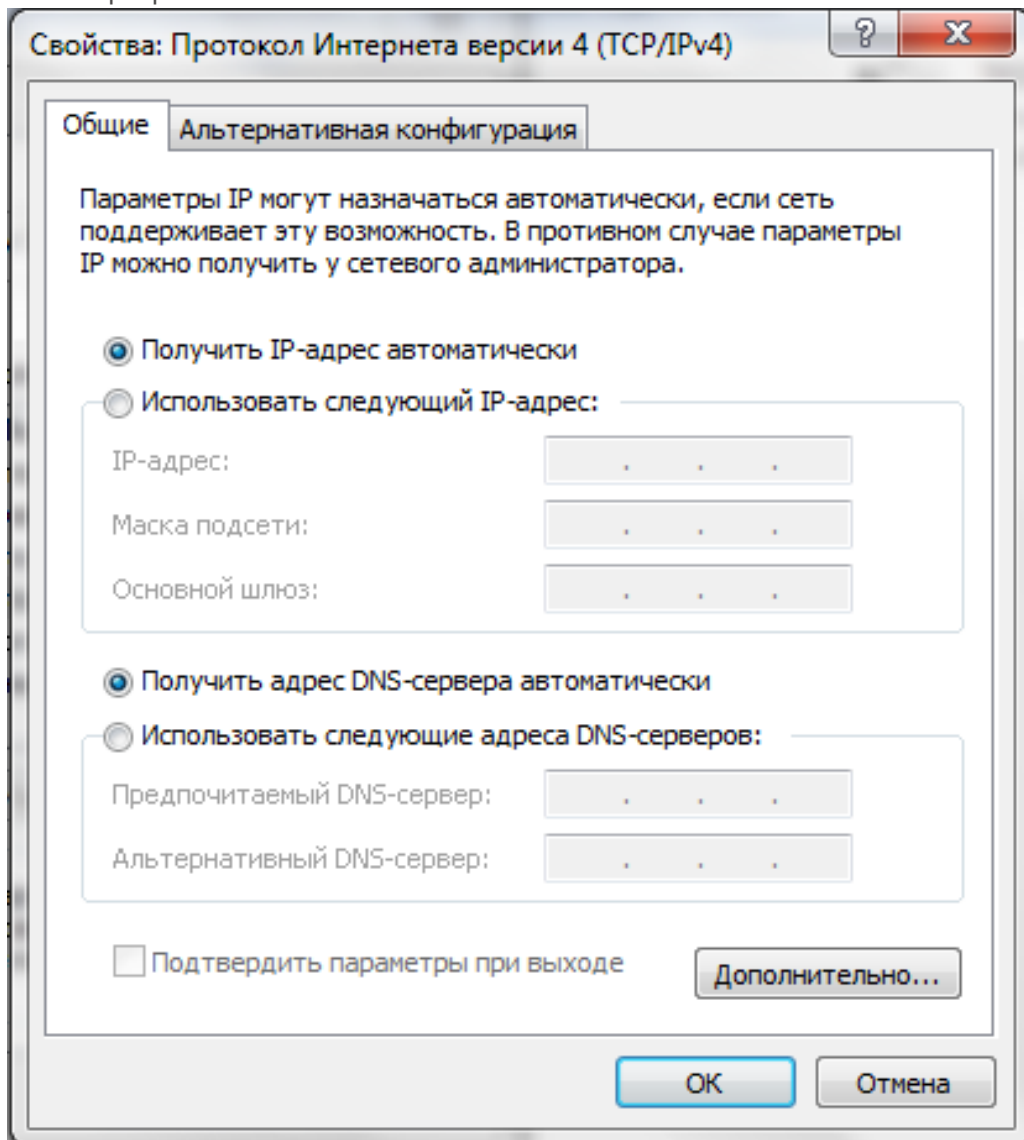 Свойства: Протокол Интернета версии 4 (TCP/IPv4)
Общие
Альтернативная конфигурация
Параметры IP могут назначаться автоматически, если сеть
поддерживает эту возможность. В противном случае параметры
IP можно получить у сетевого администратора.
Получить IP-адрес автоматически
Использовать следующий IP-адрес:
IP-адрес:
Маска подсети:
Основной шлюз:
Получить адрес DNS-сервера автоматически
Использовать следующие адреса DNS-серверов:
Предпочитаемый DNS-сервер:
Альтернативный DNS-сервер:
Подтвердить параметры при выходе
Дополнительно...
ОК
Отмена